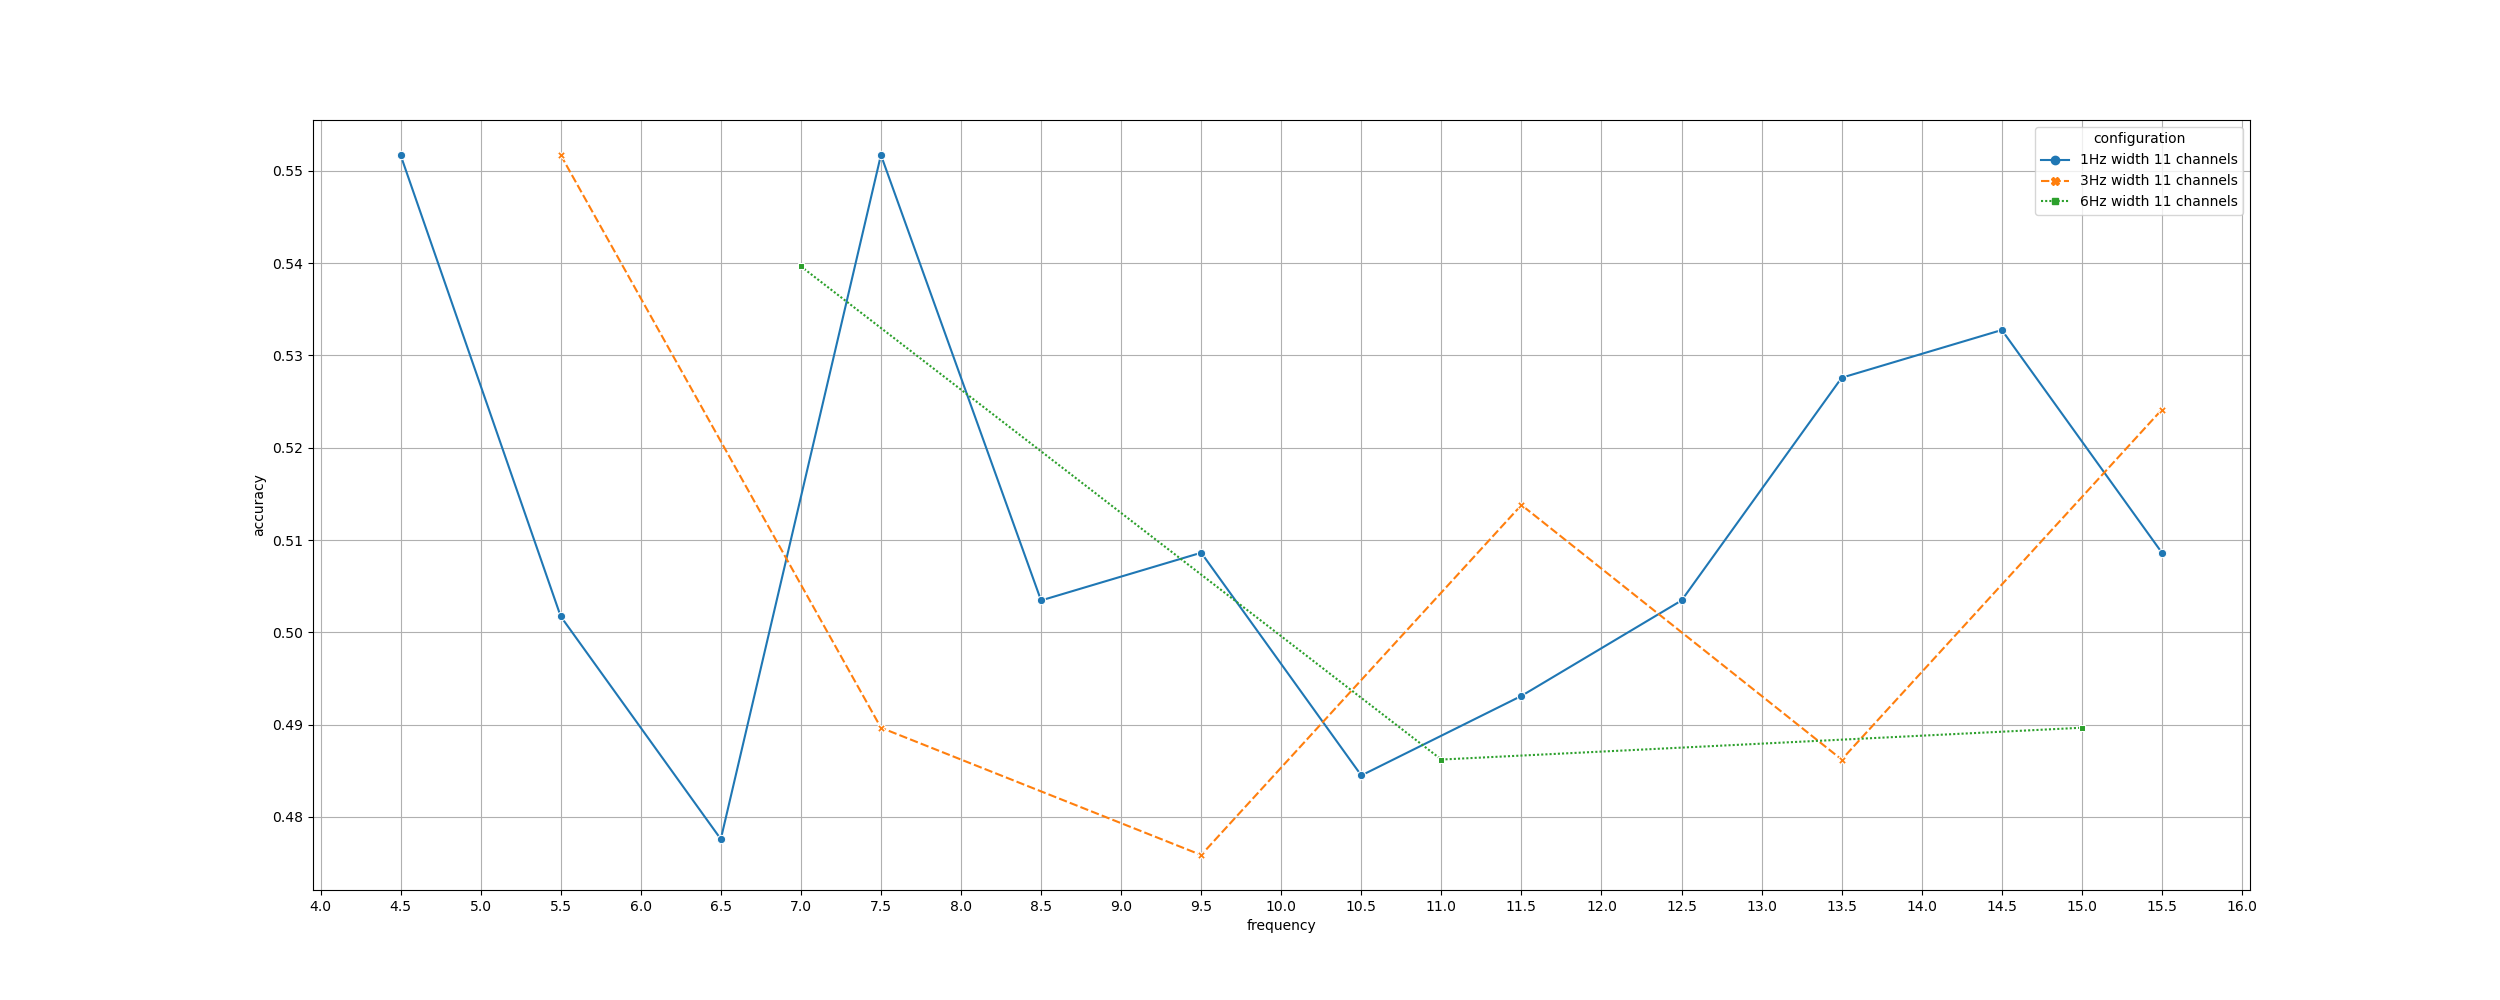 configuration
1Hz width 11 channels
3Hz width 11 channels
6Hz width 11 channels
0.55
0.54
0.53
0.52
0.51
0.50
0.49
0.48
accuracy
4.0 4.5 5.0 5.5 6.0 6.5 7.0 7.5 8.0 8.5 9.0 9.5 10.0 10.5 11.0 11.5 12.0 12.5 13.0 13.5 14.0 14.5 15.0 15.5 16.0
frequency